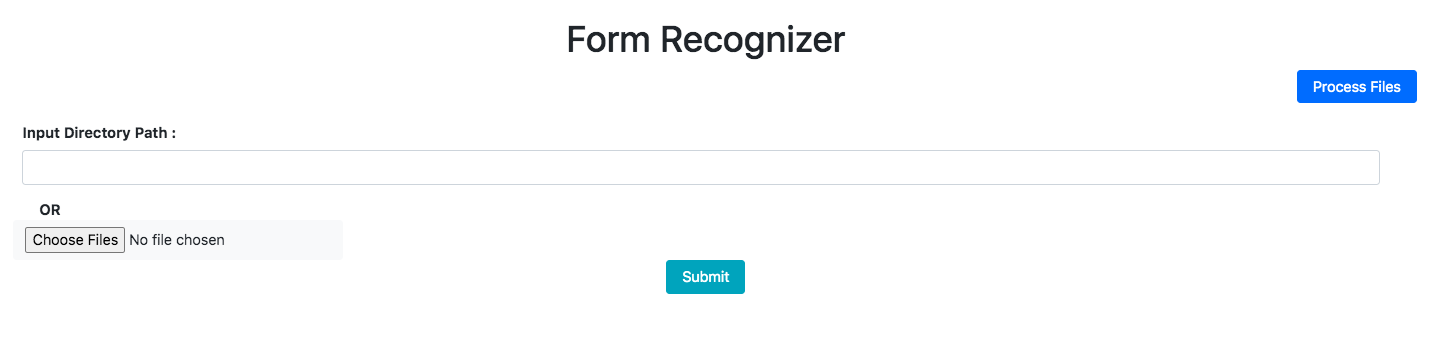 Form Recognizer
Process Files
Input Directory Path :
OR
Choose Files No file chosen
Submit